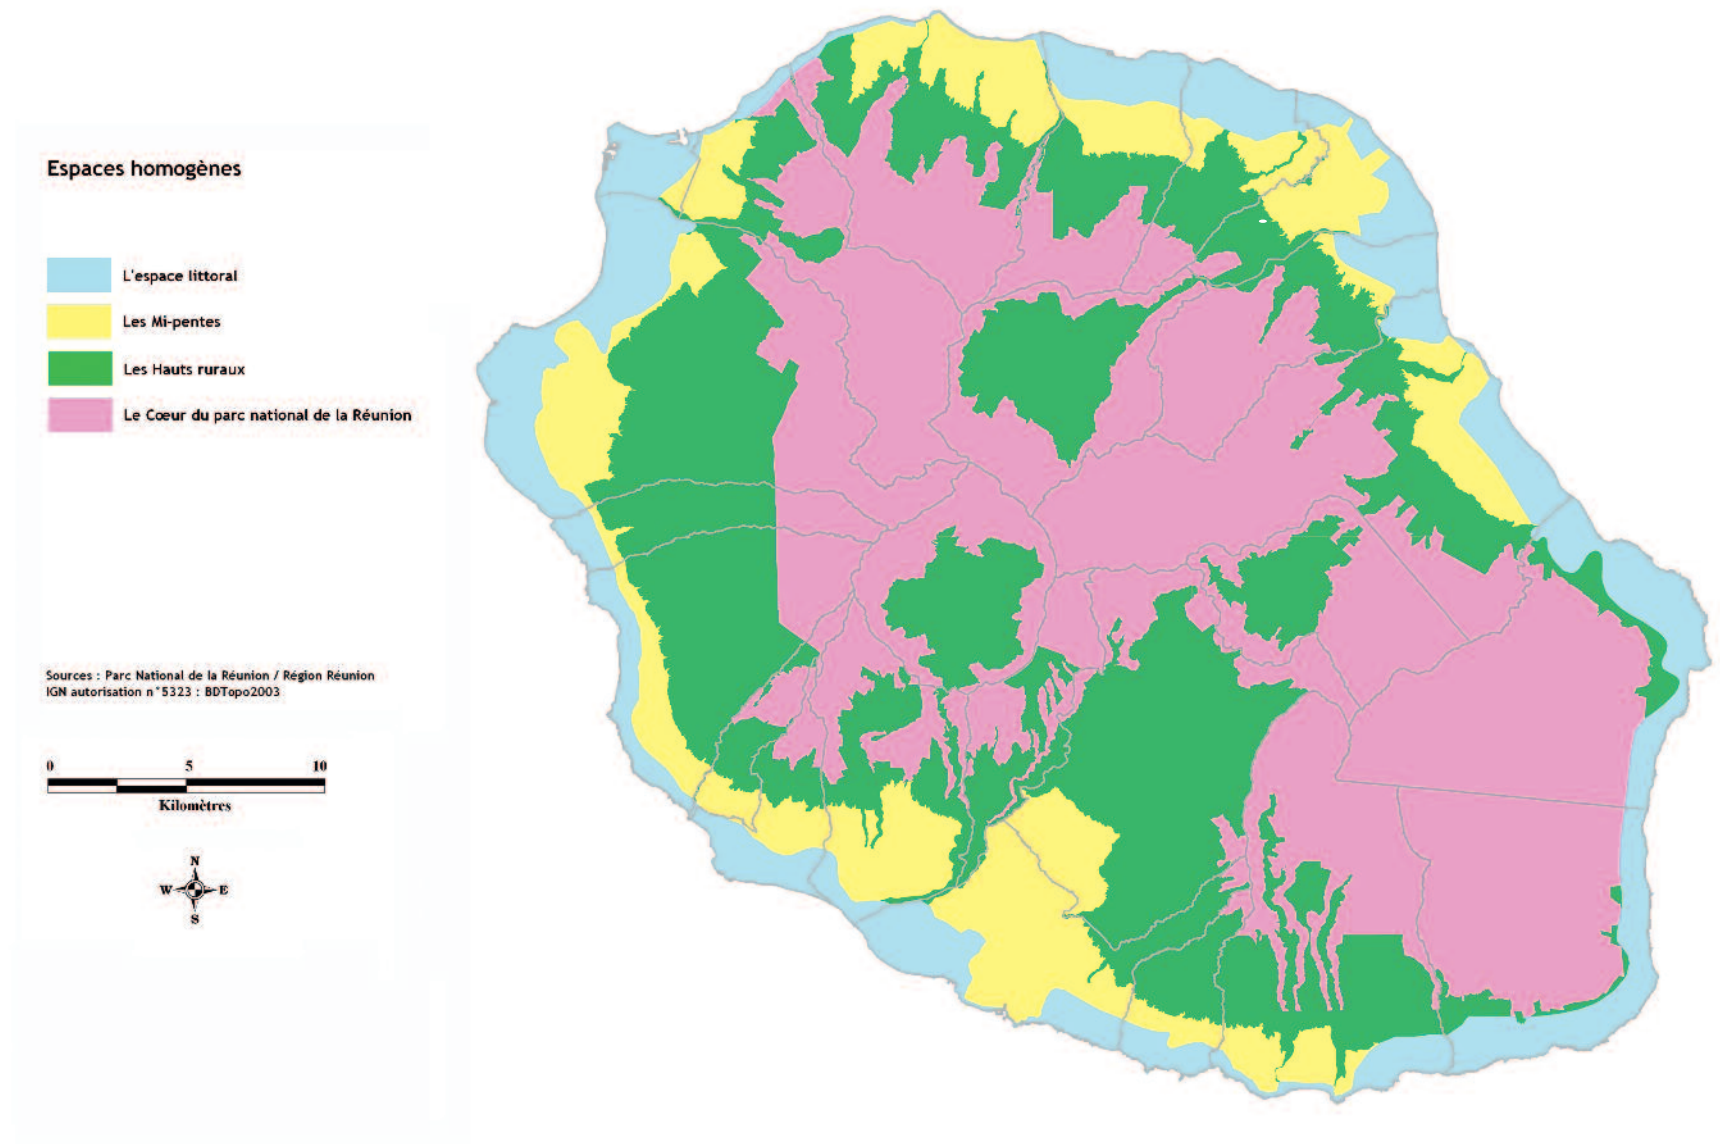 Espaces homogènes
L'espace littoral
Les Mi-pentes
Les Hauts ruraux
Le Cœur du parc national de la Réunion
Sources : Parc National de la Réunion / Région Réunion
IGN autorisation n°5323 : BDTopo2003
0 5 10
Kilomètres
N
W E
S